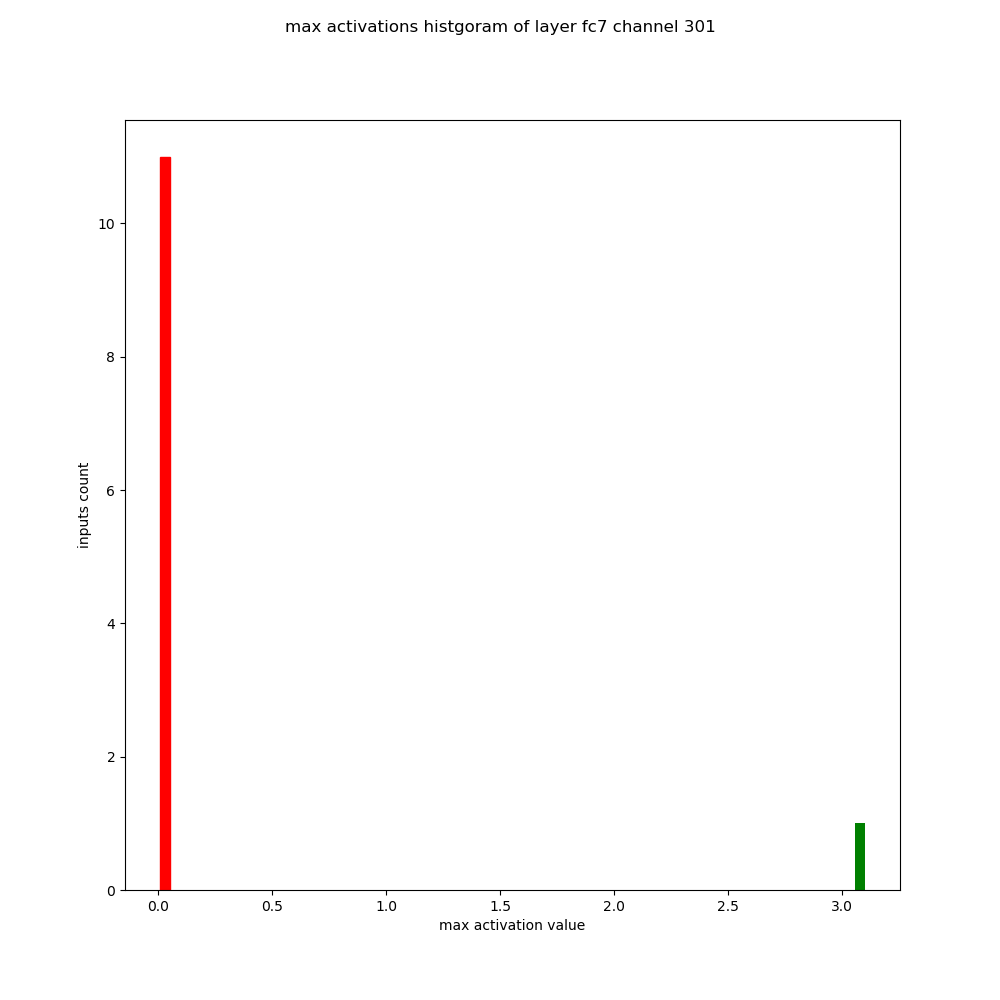 max activations histgoram of layer fc7 channel 301
10
8
6
4
2
0
inputs count
0.0 0.5 1.0 1.5 2.0 2.5 3.0
max activation value